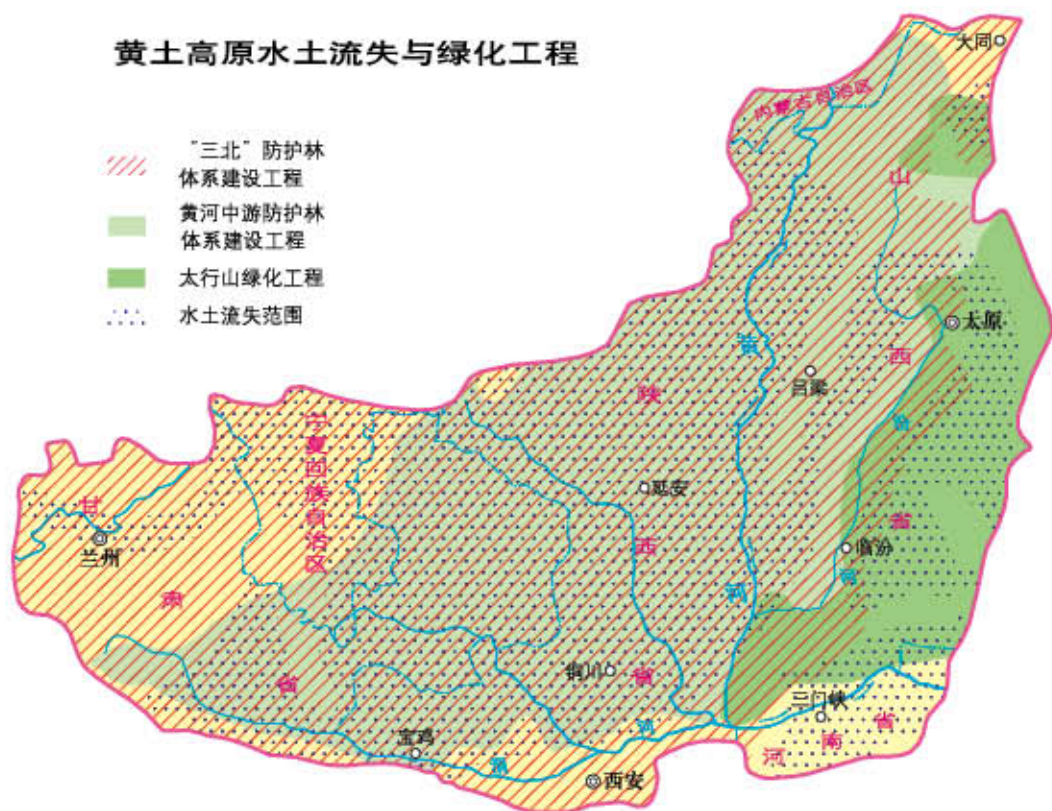 黄土高原水土流失与绿化工程
“三北”防护林
体系建设工程
黄河中游防护林
体系建设工程
太行山绿化工程
水土流失范围
大同
内蒙古自治区
山西省
太原
黄河
陕西省
吕梁
汾河
宁夏回族自治区
甘肃省
延安
兰州
临汾
铜川
三门峡
河南省
宝鸡
渭河
西安